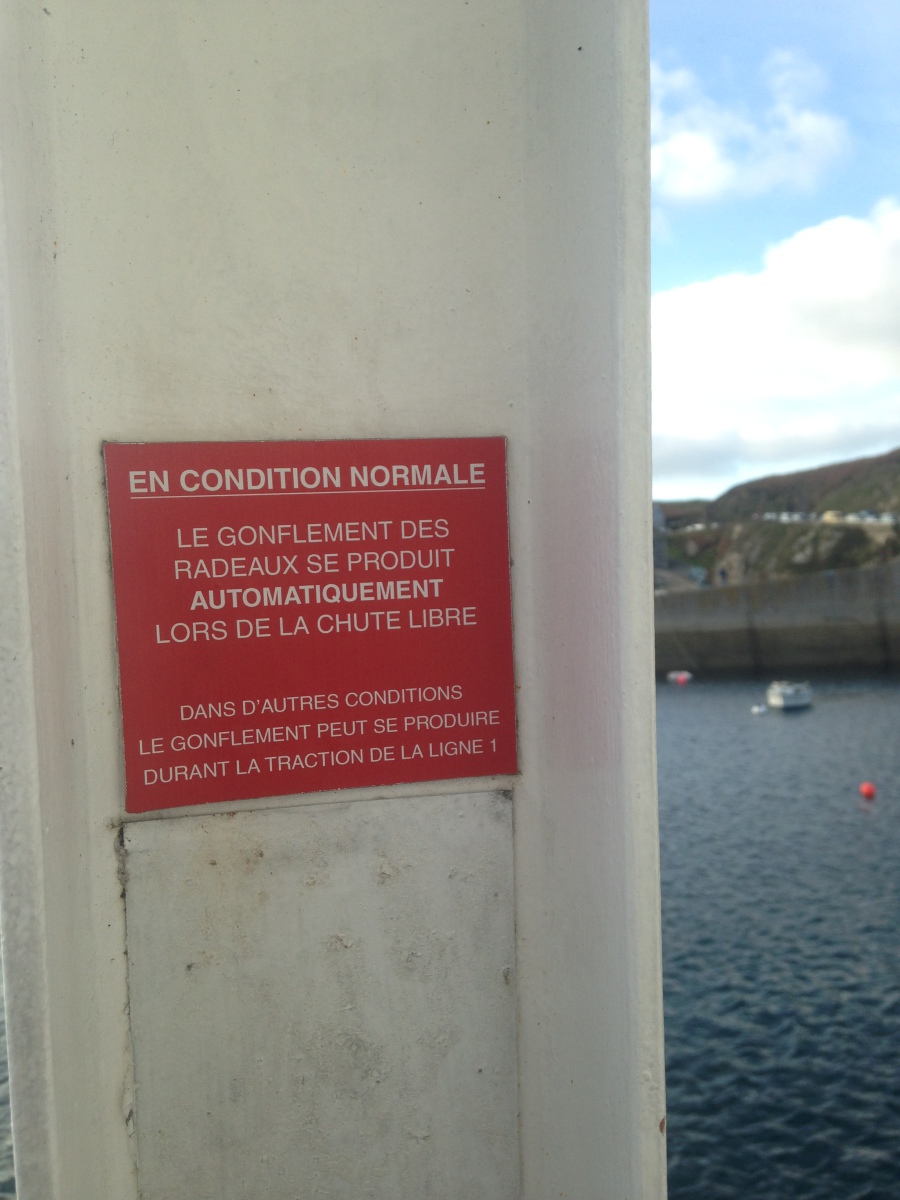 EN CONDITION NORMALE
LE GONFLEMENT DES
RADEAUX SE PRODUIT
AUTOMATIQUEMENT
LORS DE LA CHUTE LIBRE
DANS D'AUTRES CONDITIONS
LE GONFLEMENT PEUT SE PRODUIRE
DURANT LA TRACTION DE LA LIGNE 1